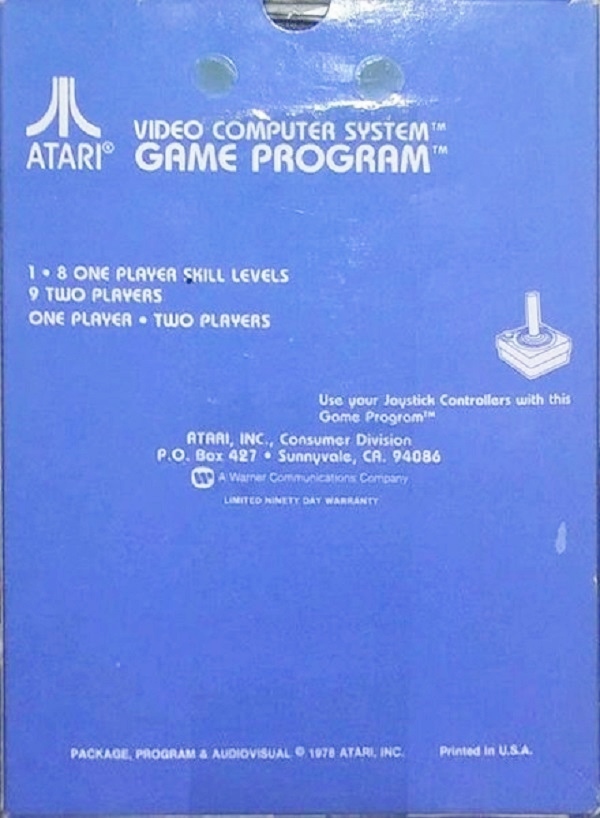 VIDEO COMPUTER SYSTEM™
ATARI® GAME PROGRAM™
1 • 8 ONE PLAYER SKILL LEVELS
9 TWO PLAYERS
ONE PLAYER • TWO PLAYERS
Use your Joystick Controllers with this
Game Program™
ATARI, INC., Consumer Division
P.O. Box 427 • Sunnyvale, CA. 94086
A Warner Communications Company
LIMITED NINETY DAY WARRANTY
PACKAGE, PROGRAM & AUDIOVISUAL © 1978 ATARI, INC. Printed in U.S.A.